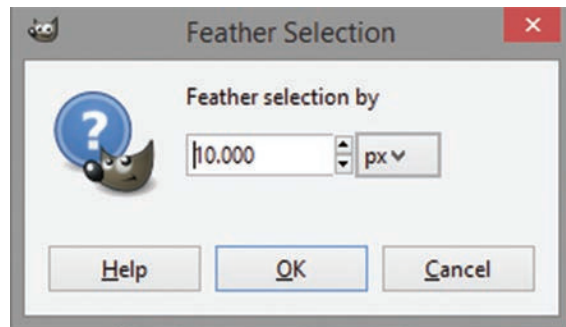 Feather Selection
Feather selection by
10.000 px
Help OK Cancel